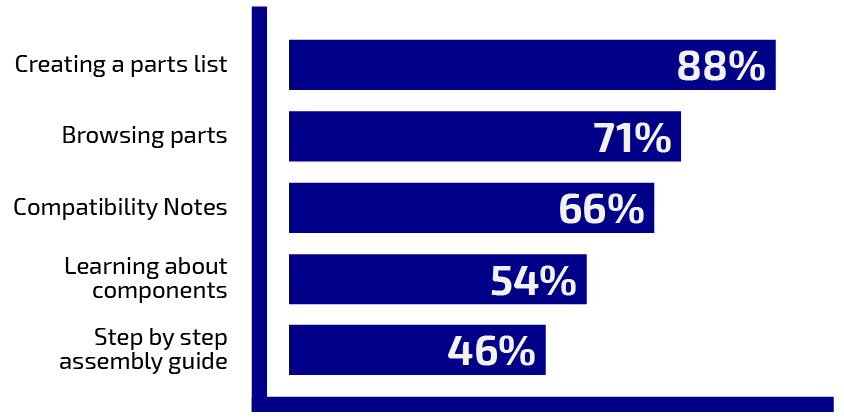 Creating a parts list
88%
Browsing parts
71%
Compatibility Notes
66%
Learning about
components
54%
Step by step
assembly guide
46%